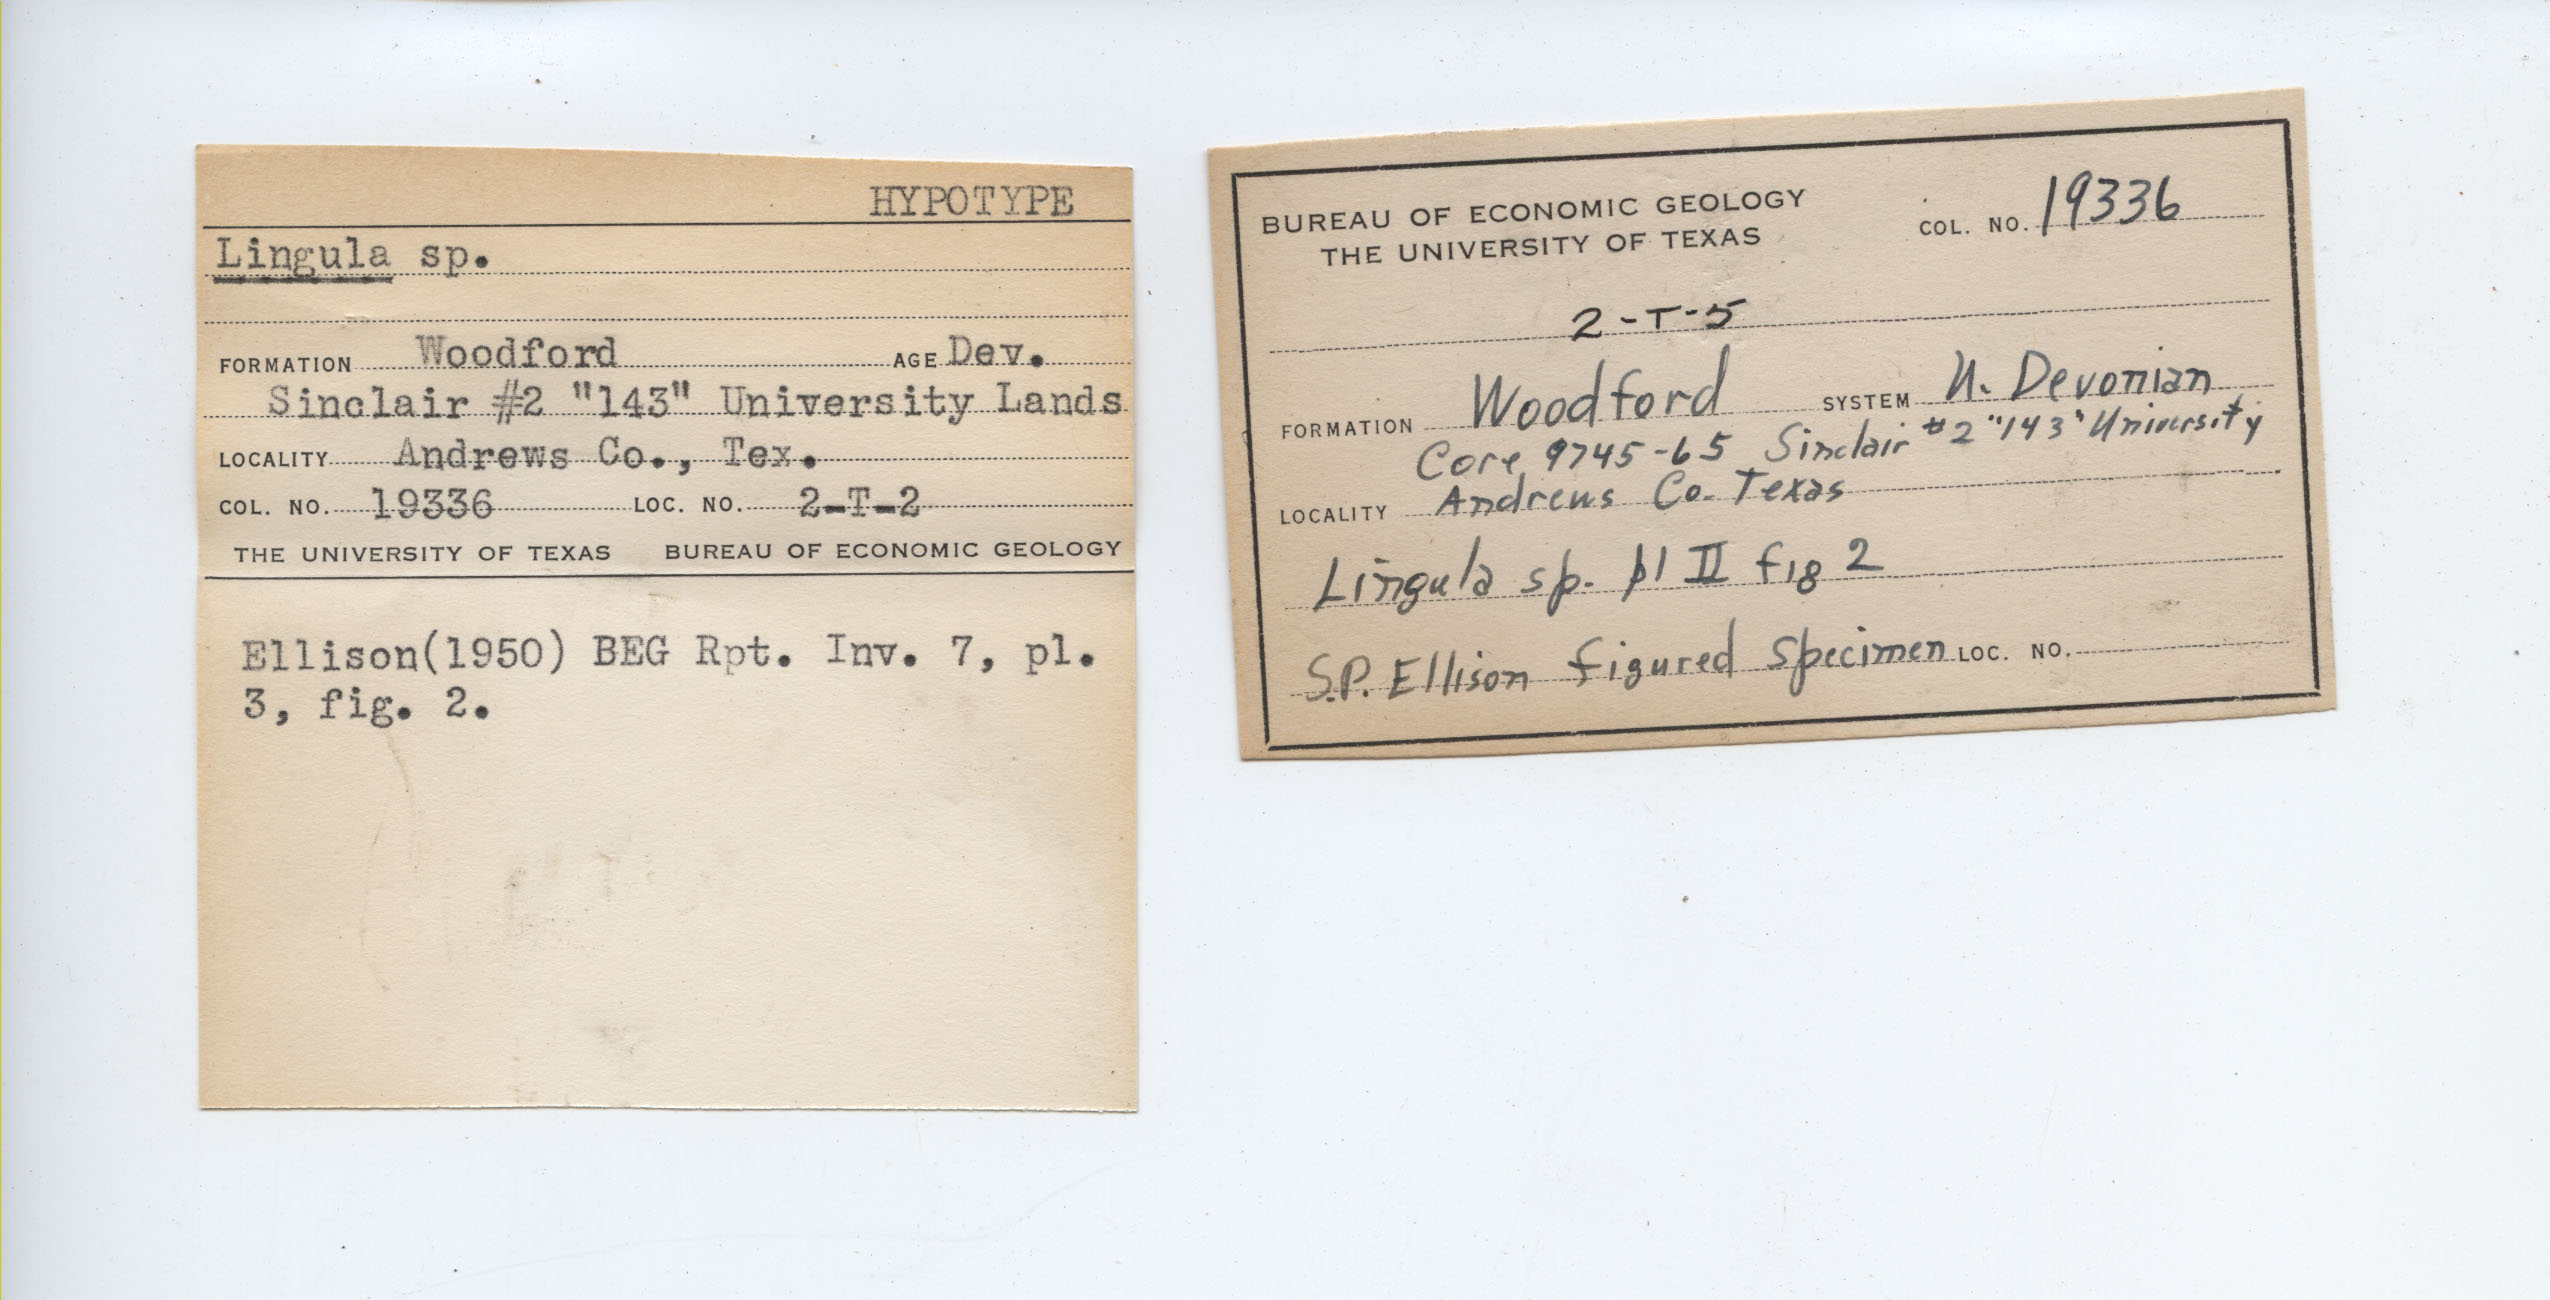 HYPOTYPE
Lingula sp.
FORMATION Woodford AGE Dev.
Sinclair #2 "143" University Lands
LOCALITY Andrews Co., Tex.
COL. NO. 19336 LOC. NO. 2-T-2
THE UNIVERSITY OF TEXAS BUREAU OF ECONOMIC GEOLOGY
Ellison(1950) BEG Rpt. Inv. 7, pl.
3, fig. 2.
BUREAU OF ECONOMIC GEOLOGY
THE UNIVERSITY OF TEXAS
COL. NO. 19336
2-T-5
FORMATION Woodford SYSTEM U. Devonian
Core 9745-65 Sinclair #2 "143" University
LOCALITY Andrews Co. Texas
Lingula sp. pl II fig 2
S.P. Ellison figured specimen LOC. NO.